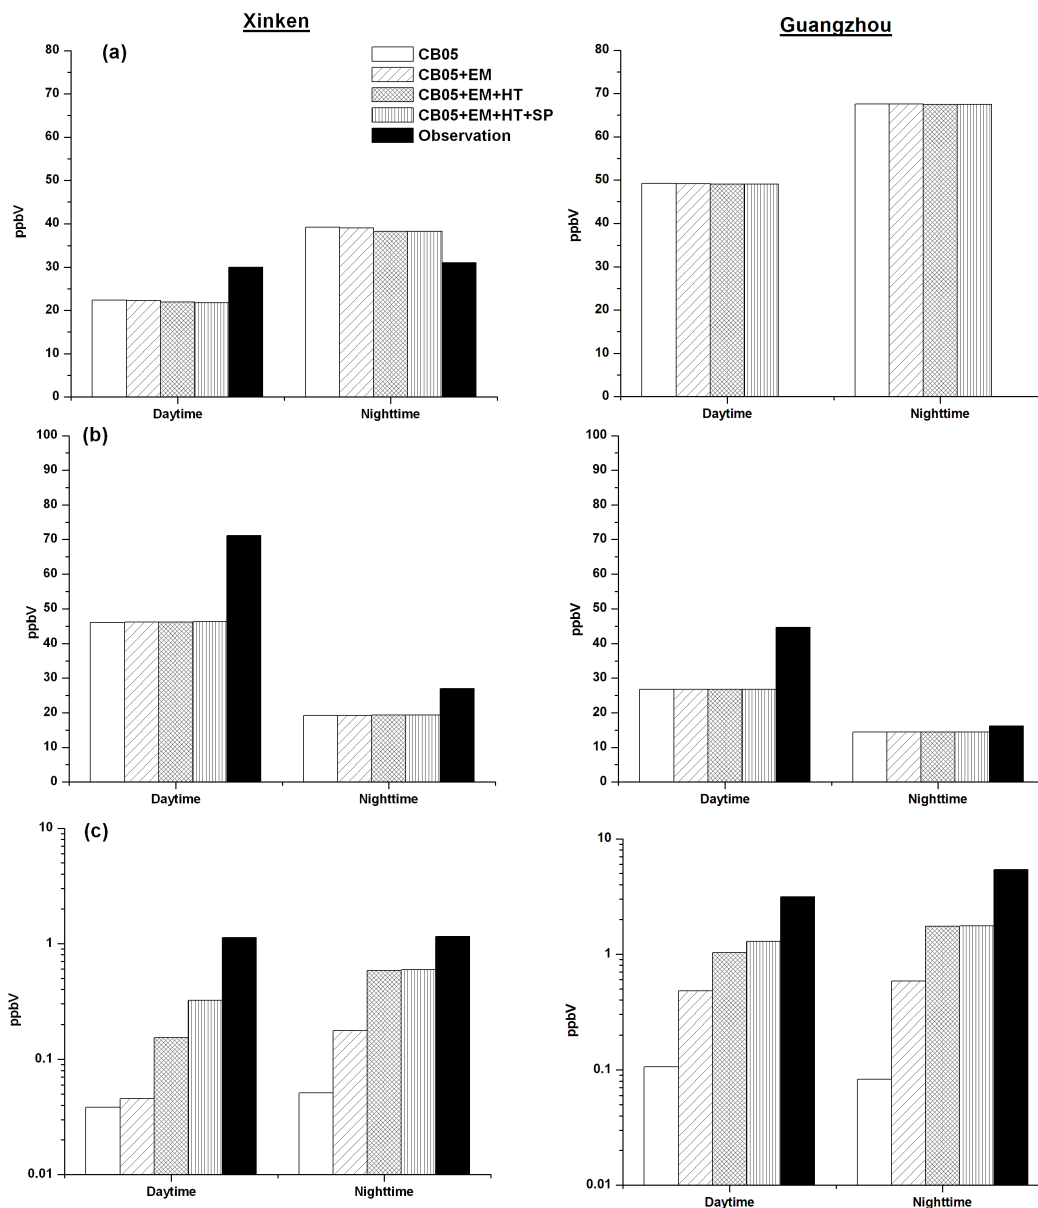 Xinken
Guangzhou
(a)
CB05
CB05+EM
CB05+EM+HT
CB05+EM+HT+SP
Observation
80
70
60
50
40
30
20
10
0
ppbV
Daytime
Nighttime
80
70
60
50
40
30
20
10
0
ppbV
Daytime
Nighttime
(b)
100
90
80
70
60
50
40
30
20
10
0
ppbV
Daytime
Nighttime
100
90
80
70
60
50
40
30
20
10
0
ppbV
Daytime
Nighttime
(c)
10
1
0.1
0.01
ppbV
Daytime
Nighttime
10
1
0.1
0.01
ppbV
Daytime
Nighttime